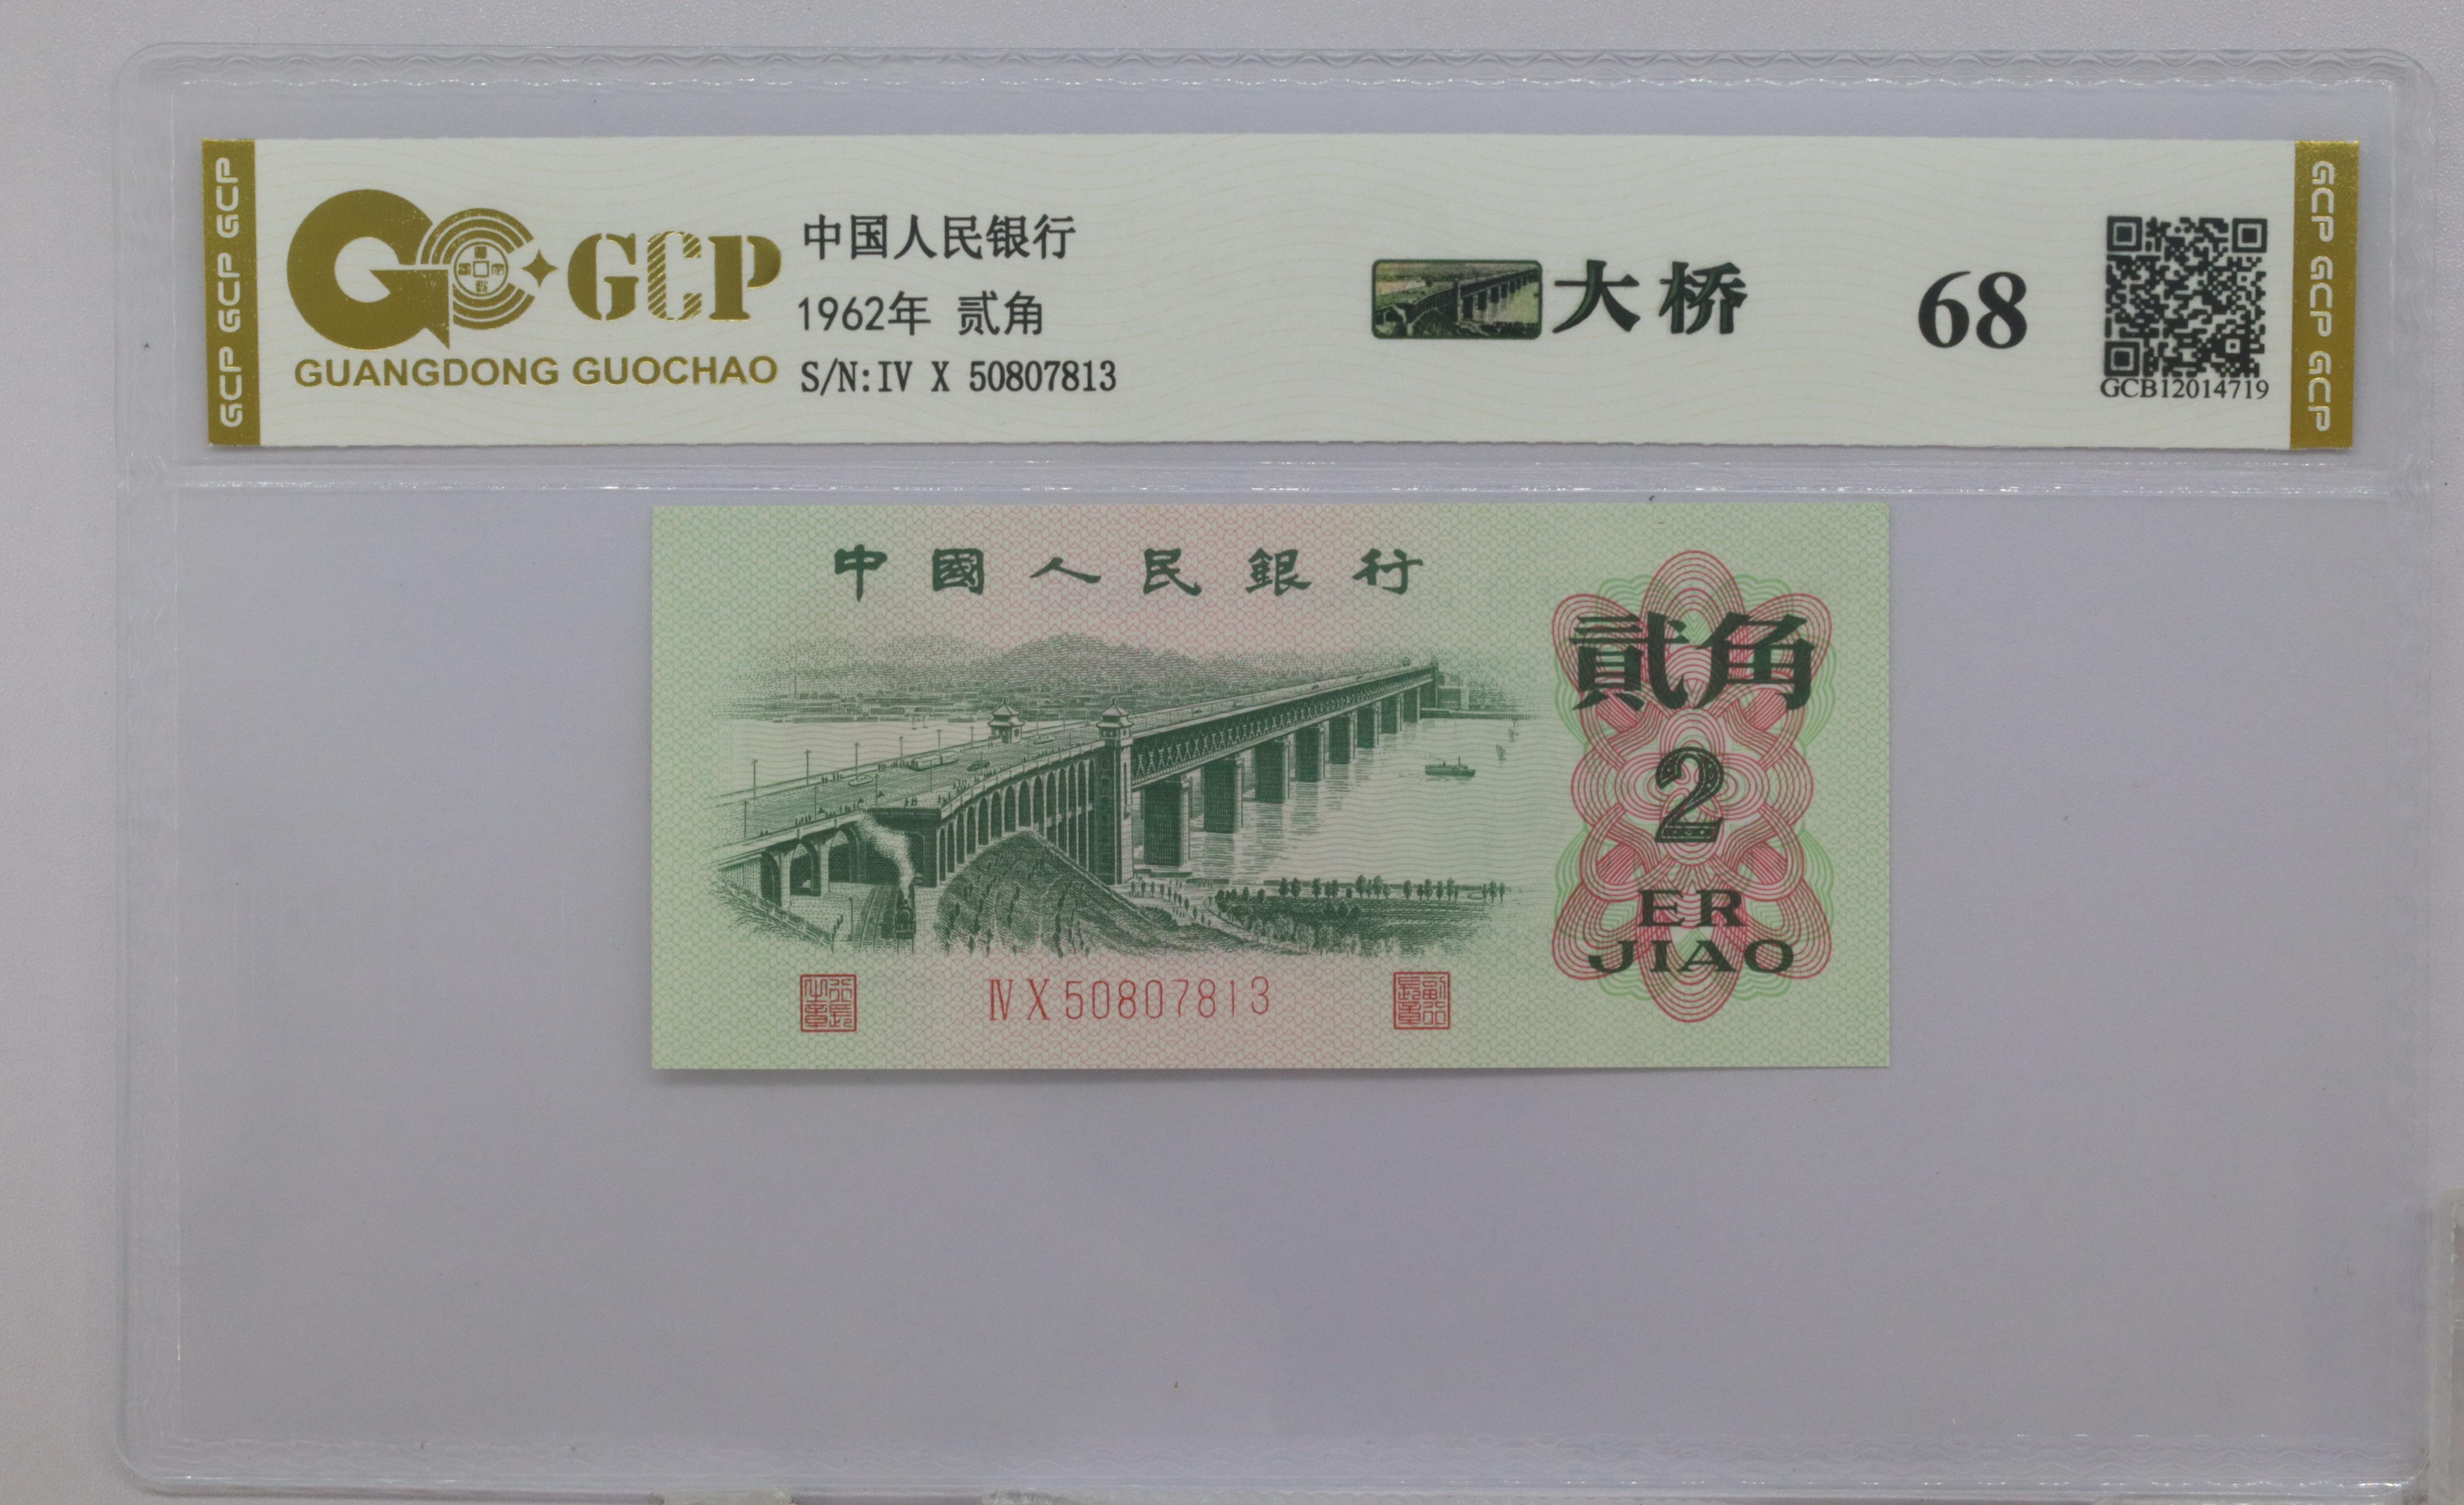 GCP GCP GCP
GCP
GUANGDONG GUOCHAO
中国人民银行
1962年 贰角
S/N:IV X 50807813
大桥
68
GCB12014719
GCP GCP GCP
中國人民銀行
貳角
2
ER
JIAO
Ⅳ X 50807813